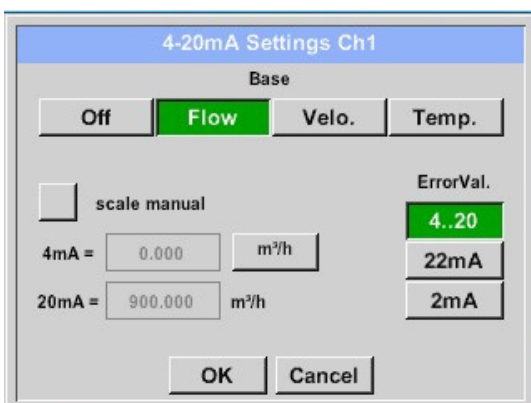 4-20mA Settings Ch1
Base
Off Flow Velo. Temp.
ErrorVal.
scale manual
4..20
4mA = 0.000 m³/h
22mA
20mA = 900.000 m³/h
2mA
OK Cancel